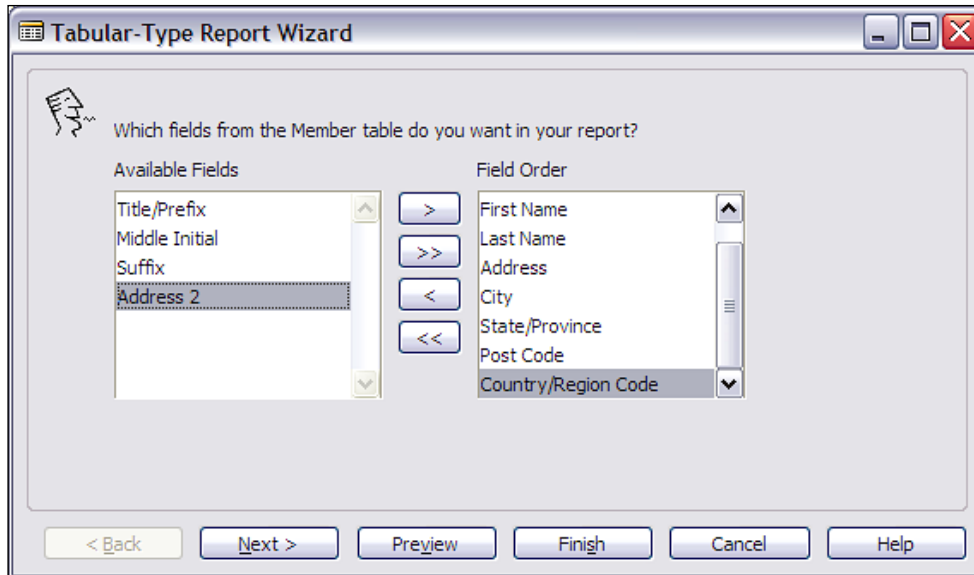 Tabular-Type Report Wizard
Which fields from the Member table do you want in your report?
Available Fields
Title/Prefix
Middle Initial
Suffix
Address 2
>
>>
<
<<
Field Order
First Name
Last Name
Address
City
State/Province
Post Code
Country/Region Code
< Back
Next >
Preview
Finish
Cancel
Help